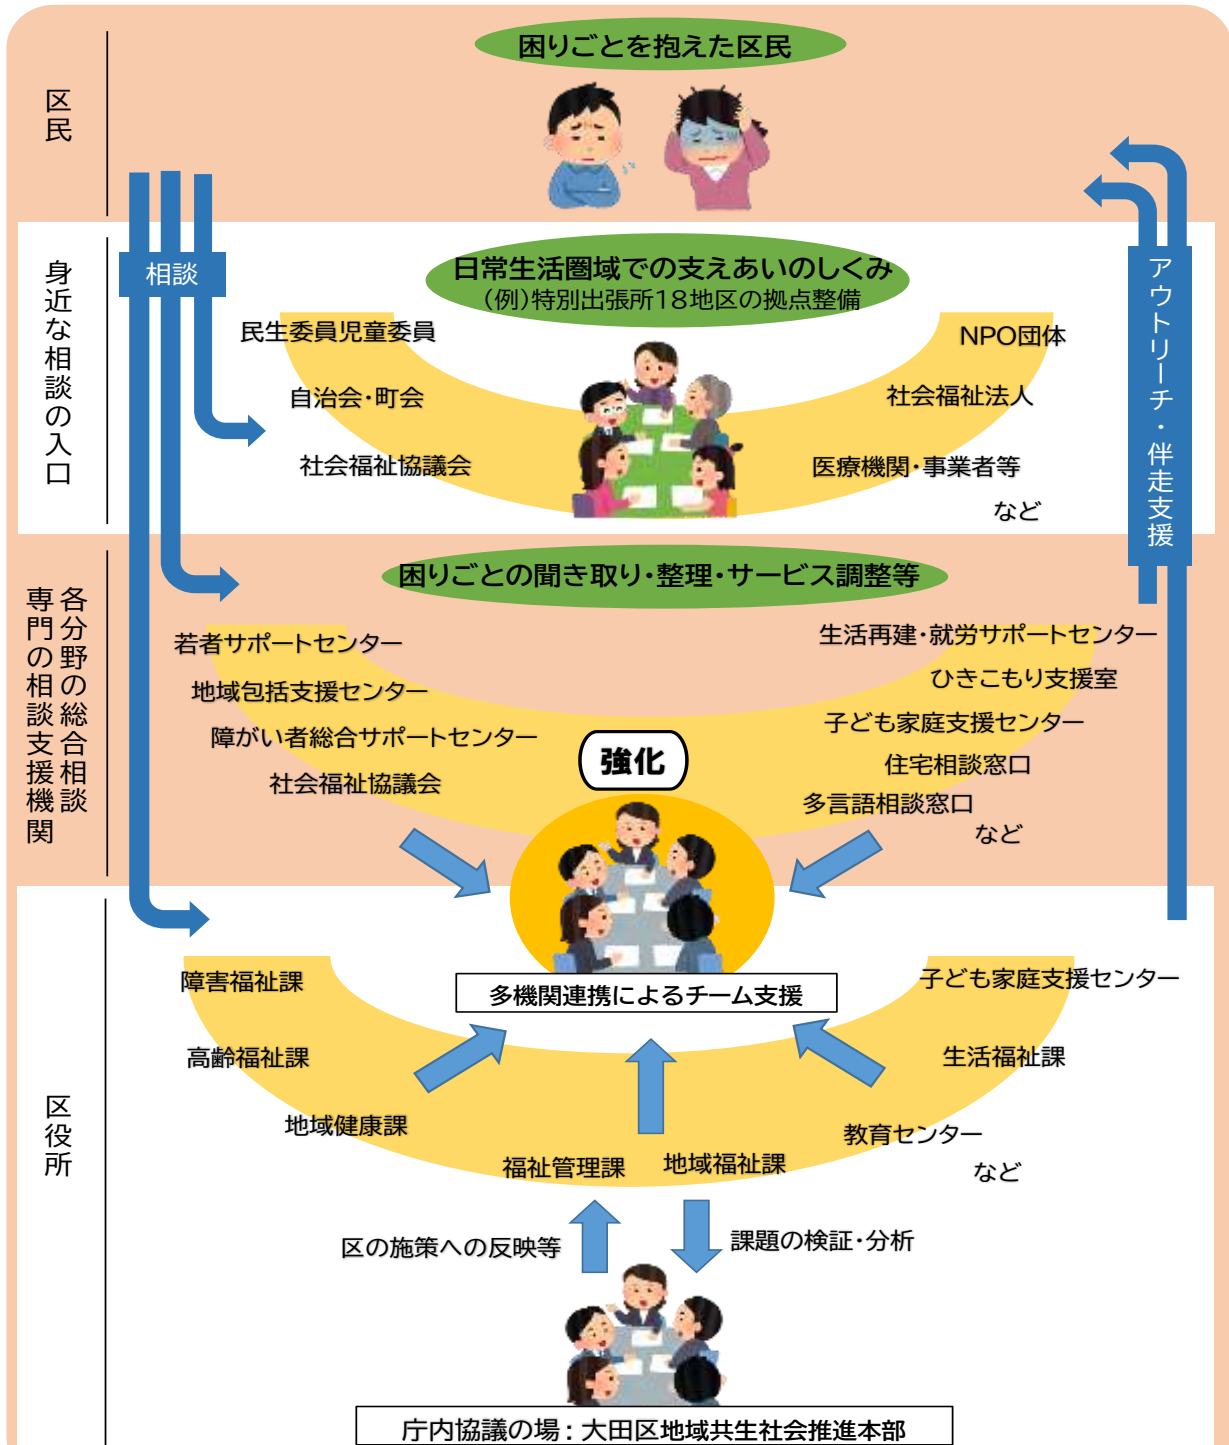 困りごとを抱えた区民
区民
相談
アウトリーチ・伴走支援
身近な相談の入口
日常生活圏域での支えあいのしくみ
(例)特別出張所18地区の拠点整備
民生委員児童委員
自治会・町会
社会福祉協議会
NPO団体
社会福祉法人
医療機関・事業者等
など
各分野の総合相談
専門の相談支援機関
困りごとの聞き取り・整理・サービス調整等
若者サポートセンター
地域包括支援センター
障がい者総合サポートセンター
社会福祉協議会
生活再建・就労サポートセンター
ひきこもり支援室
子ども家庭支援センター
住宅相談窓口
多言語相談窓口
など
強化
多機関連携によるチーム支援
区役所
障害福祉課
高齢福祉課
地域健康課
福祉管理課
地域福祉課
子ども家庭支援センター
生活福祉課
教育センター
など
区の施策への反映等
課題の検証・分析
庁内協議の場:大田区地域共生社会推進本部